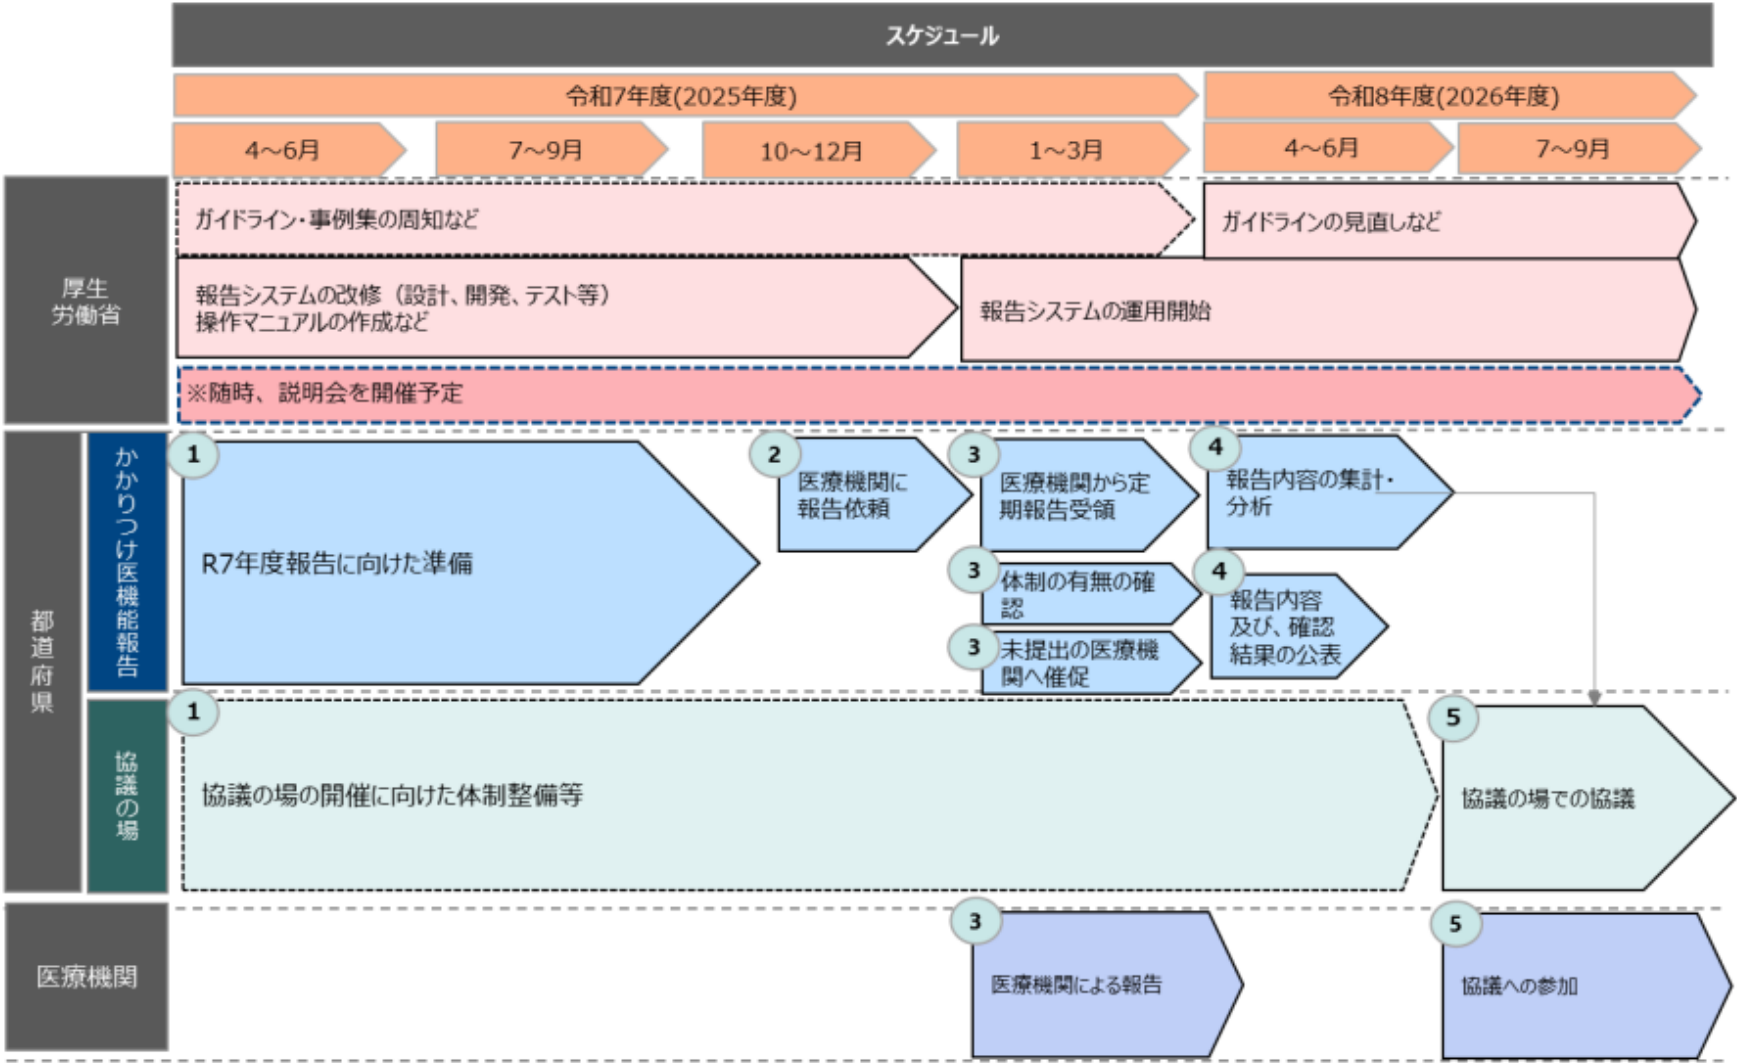 スケジュール
令和7年度(2025年度)
令和8年度(2026年度)
4～6月
7～9月
10～12月
1～3月
4～6月
7～9月
厚生
労働省
ガイドライン・事例集の周知など
ガイドラインの見直しなど
報告システムの改修（設計、開発、テスト等）
操作マニュアルの作成など
報告システムの運用開始
※随時、説明会を開催予定
都道府県
かかりつけ医機能報告
1
R7年度報告に向けた準備
2
医療機関に
報告依頼
3
医療機関から定
期報告受領
3
体制の有無の確
認
3
未提出の医療機
関へ催促
4
報告内容の集計・
分析
4
報告内容
及び、確認
結果の公表
協議の場
1
協議の場の開催に向けた体制整備等
5
協議の場での協議
医療機関
3
医療機関による報告
5
協議への参加